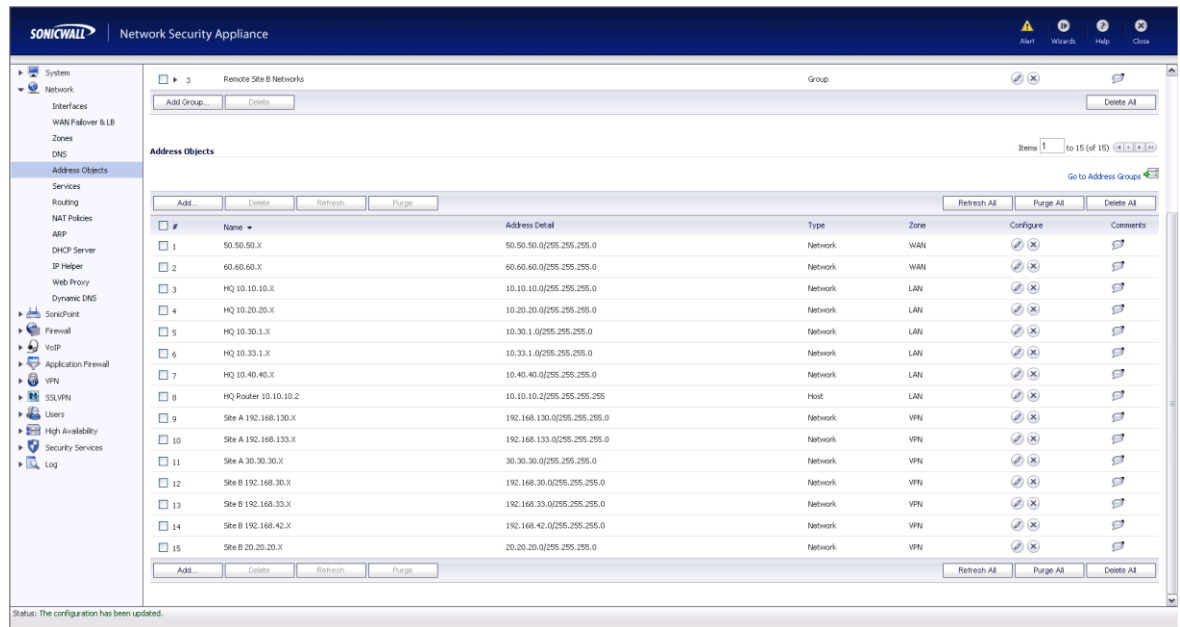 SONICWALL Network Security Appliance
Alert Wizards Help Close
System
Network
Interfaces
WAN Failover & LB
Zones
DNS
Address Objects
Services
Routing
NAT Policies
ARP
DHCP Server
IP Helper
Web Proxy
Dynamic DNS
SonicPoint
Firewall
VoIP
Application Firewall
VPN
SSLVPN
Users
High Availability
Security Services
Log
3 Remote Site B Networks Group
Add Group... Delete Delete All
Address Objects Items 1 to 15 (of 15)
Go to Address Groups
Add... Delete Refresh Purge Refresh All Purge All Delete All
# Name Address Detail Type Zone Configure Comments
1 50.50.50.X 50.50.50.0/255.255.255.0 Network WAN
2 60.60.60.X 60.60.60.0/255.255.255.0 Network WAN
3 HQ 10.10.10.X 10.10.10.0/255.255.255.0 Network LAN
4 HQ 10.20.20.X 10.20.20.0/255.255.255.0 Network LAN
5 HQ 10.30.1.X 10.30.1.0/255.255.255.0 Network LAN
6 HQ 10.33.1.X 10.33.1.0/255.255.255.0 Network LAN
7 HQ 10.40.40.X 10.40.40.0/255.255.255.0 Network LAN
8 HQ Router 10.10.10.2 10.10.10.2/255.255.255.255 Host LAN
9 Site A 192.168.130.X 192.168.130.0/255.255.255.0 Network VPN
10 Site A 192.168.133.X 192.168.133.0/255.255.255.0 Network VPN
11 Site A 30.30.30.X 30.30.30.0/255.255.255.0 Network VPN
12 Site B 192.168.30.X 192.168.30.0/255.255.255.0 Network VPN
13 Site B 192.168.33.X 192.168.33.0/255.255.255.0 Network VPN
14 Site B 192.168.42.X 192.168.42.0/255.255.255.0 Network VPN
15 Site B 20.20.20.X 20.20.20.0/255.255.255.0 Network VPN
Add... Delete Refresh Purge Refresh All Purge All Delete All
Status: The configuration has been updated.